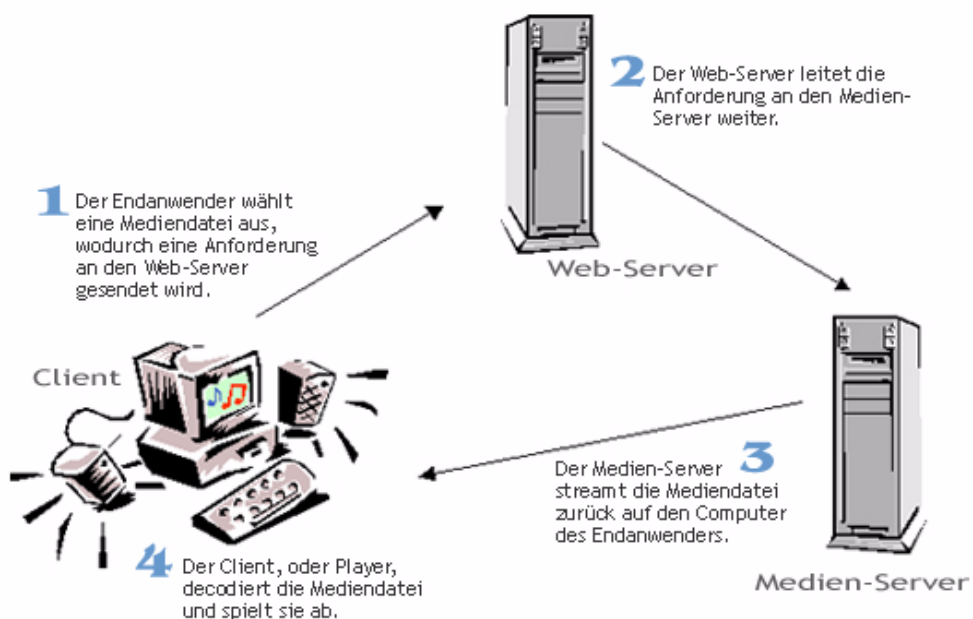 1 Der Endanwender wählt
eine Mediendatei aus,
wodurch eine Anforderung
an den Web-Server
gesendet wird.
2 Der Web-Server leitet die
Anforderung an den Medien-
Server weiter.
Web-Server
Client
Der Medien-Server 3
streamt die Mediendatei
zurück auf den Computer
des Endanwenders.
Medien-Server
4 Der Client, oder Player,
decodiert die Mediendatei
und spielt sie ab.